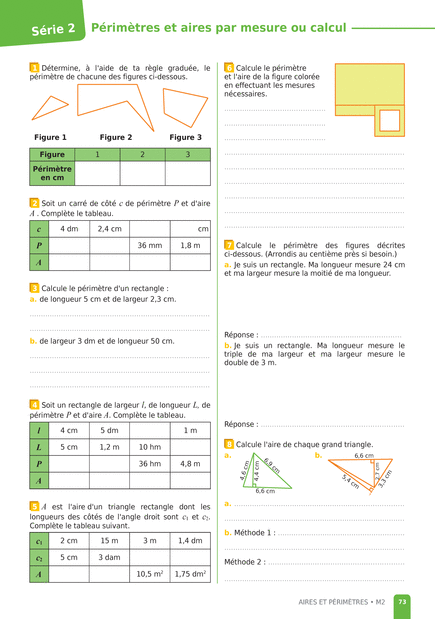 Série 2
Périmètres et aires par mesure ou calcul
1 Détermine, à l'aide de ta règle graduée, le
périmètre de chacune des figures ci-dessous.
Figure 1 Figure 2 Figure 3
Figure 1 2 3
Périmètre
en cm
2 Soit un carré de côté c de périmètre P et d'aire
A . Complète le tableau.
c 4 dm 2,4 cm cm
P 36 mm 1,8 m
A
3 Calcule le périmètre d'un rectangle :
a. de longueur 5 cm et de largeur 2,3 cm.
b. de largeur 3 dm et de longueur 50 cm.
4 Soit un rectangle de largeur l, de longueur L, de
périmètre P et d'aire A. Complète le tableau.
l 4 cm 5 dm 1 m
L 5 cm 1,2 m 10 hm
P 36 hm 4,8 m
A
5 A est l'aire d'un triangle rectangle dont les
longueurs des côtés de l'angle droit sont c₁ et c₂.
Complète le tableau suivant.
c₁ 2 cm 15 m 3 m 1,4 dm
c₂ 5 cm 3 dam
A 10,5 m² 1,75 dm²
6 Calcule le périmètre
et l'aire de la figure colorée
en effectuant les mesures
nécessaires.
7 Calcule le périmètre des figures décrites
ci-dessous. (Arrondis au centième près si besoin.)
a. Je suis un rectangle. Ma longueur mesure 24 cm
et ma largeur mesure la moitié de ma longueur.
Réponse :
b. Je suis un rectangle. Ma longueur mesure le
triple de ma largeur et ma largeur mesure le
double de 3 m.
Réponse :
8 Calcule l'aire de chaque grand triangle.
a. 4,6 cm 4,4 cm 6,9 cm 6,6 cm
b. 6,6 cm 5,4 cm 3,3 cm
a.
b. Méthode 1 :
Méthode 2 :
AIRES ET PÉRIMÈTRES • M2 73